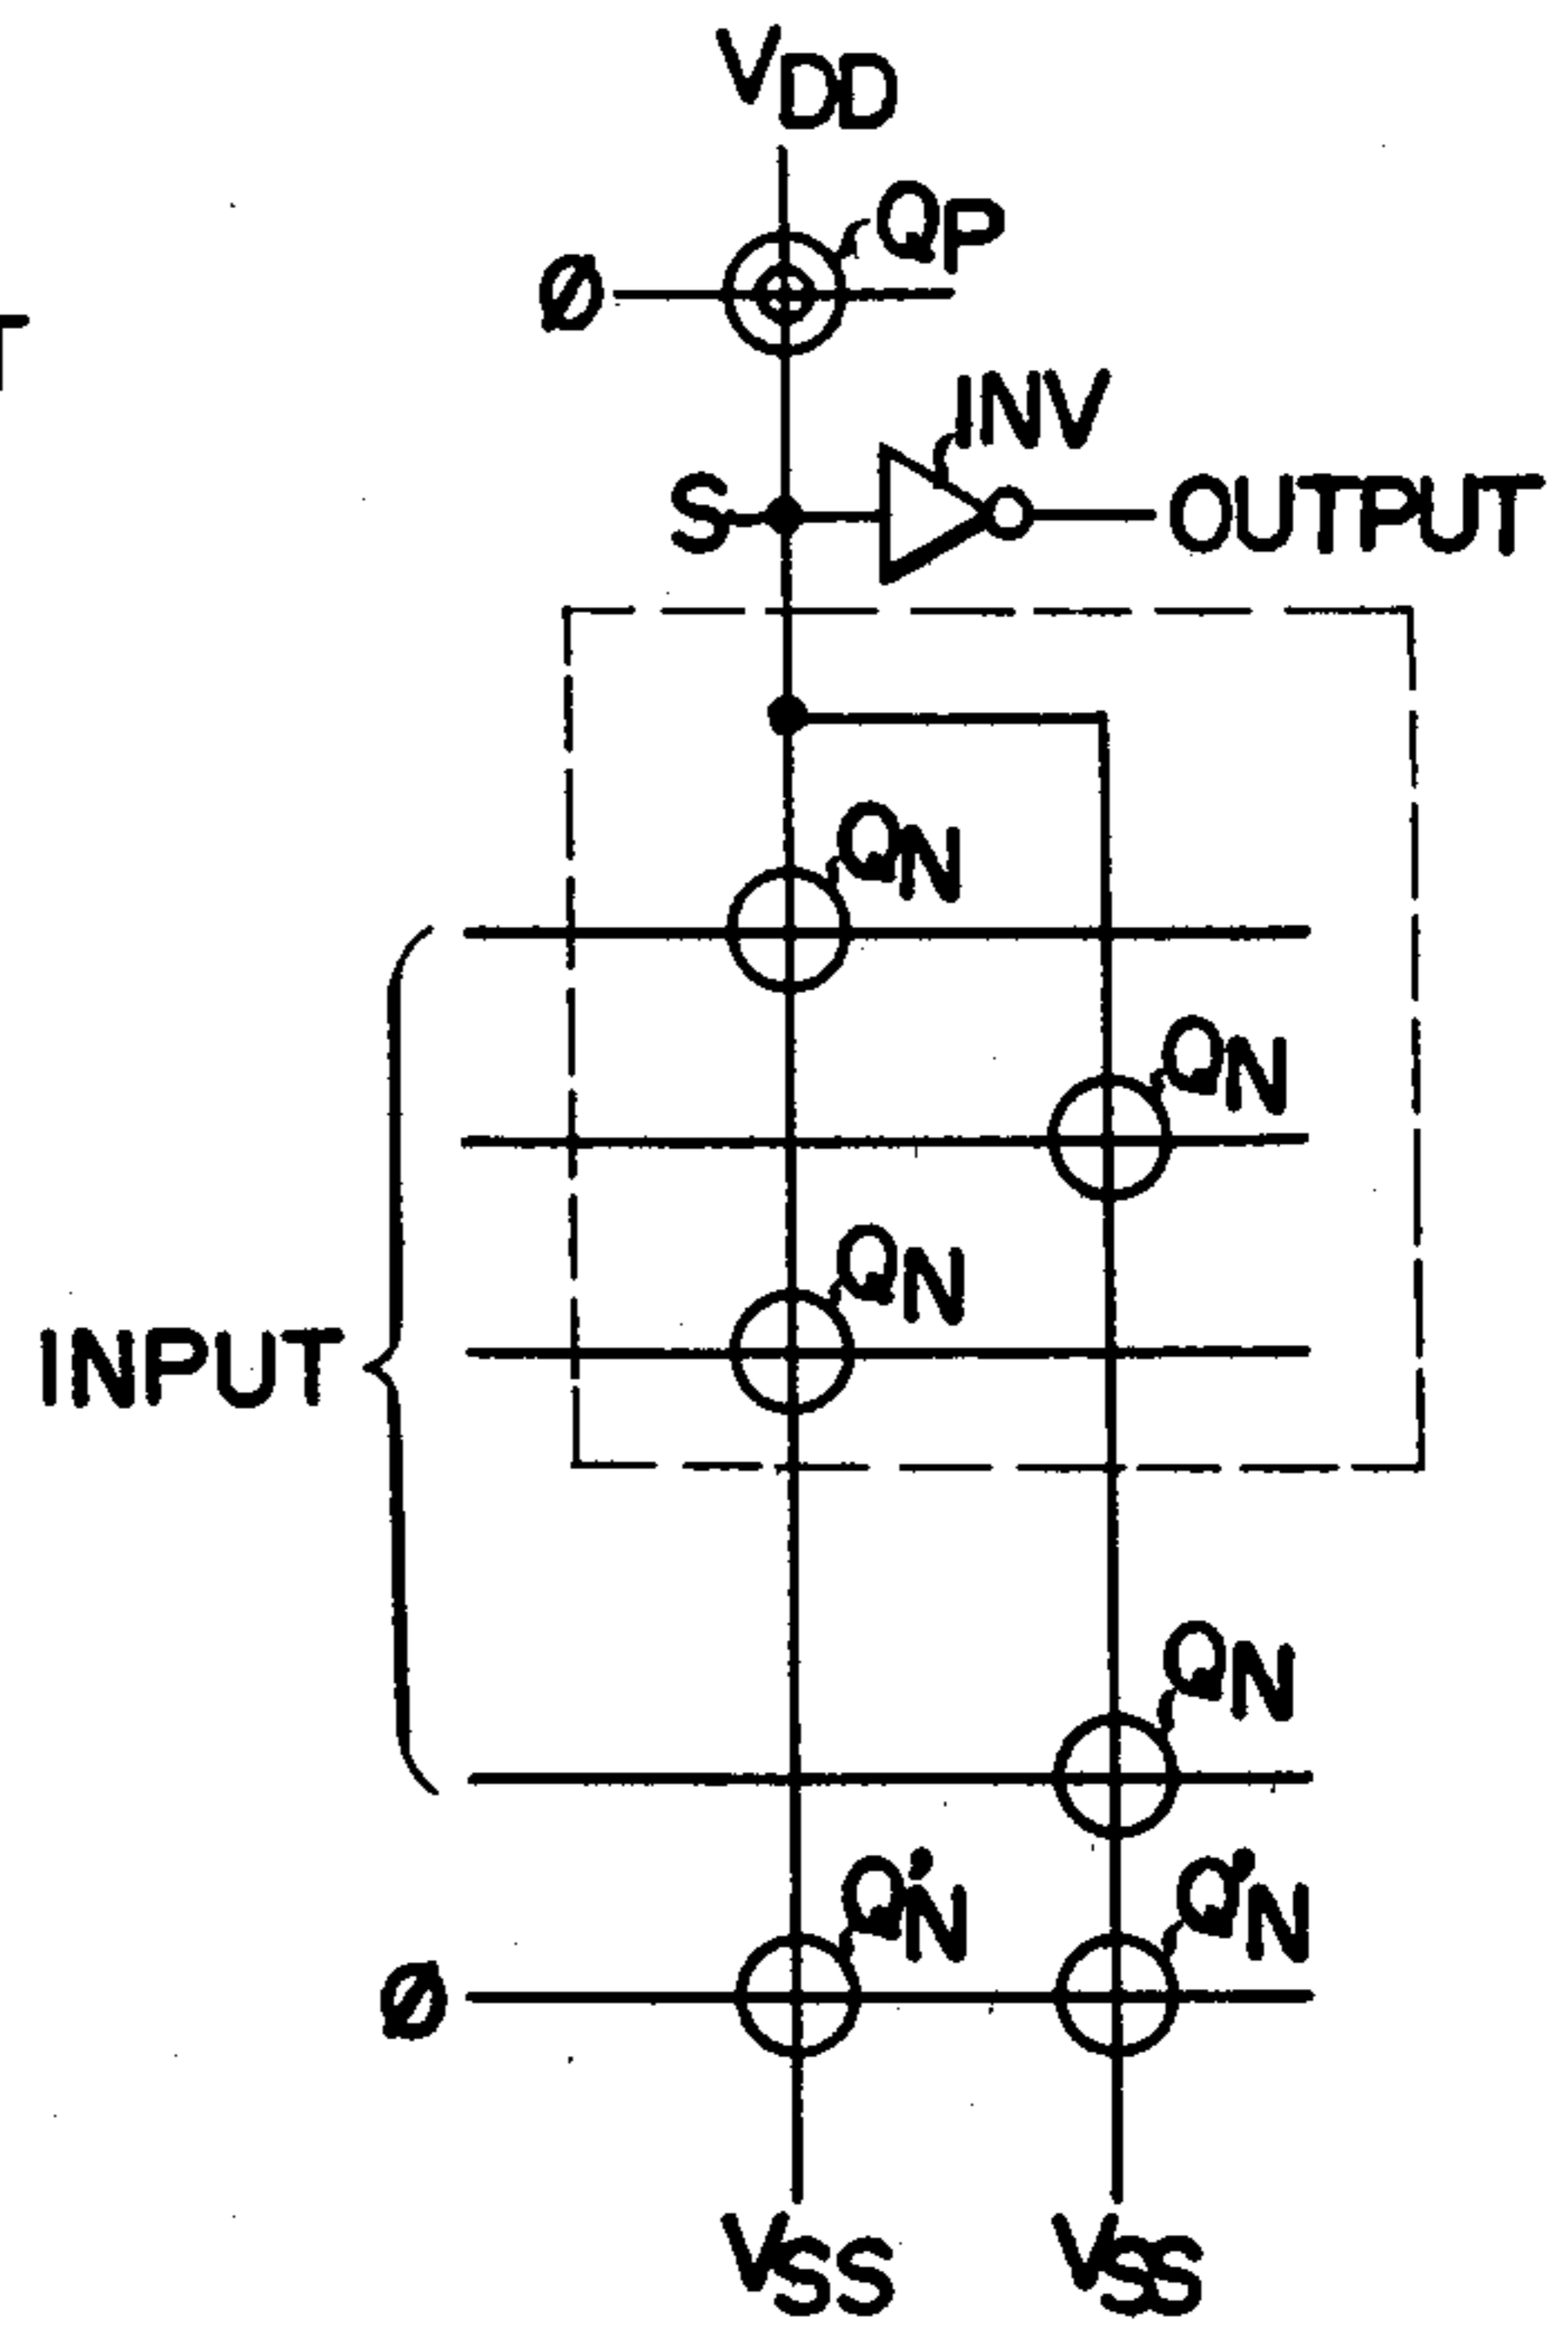 VDD
QP
Ø
T
INV
S
OUTPUT
QN
QN
QN
INPUT
QN
Q'N
Q'N
Ø
VSS
VSS